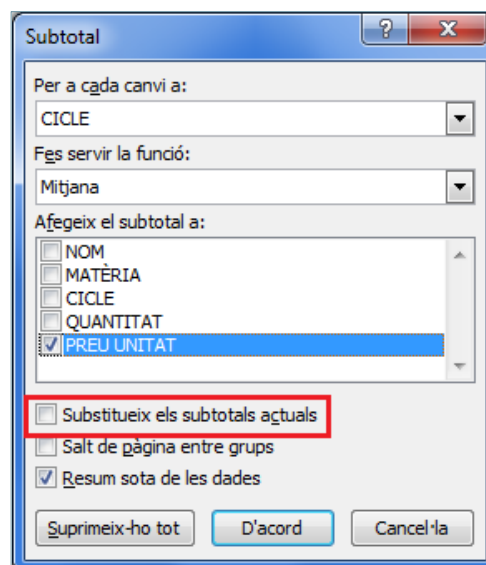 Subtotal
Per a cada canvi a:
CICLE
Fes servir la funció:
Mitjana
Afegeix el subtotal a:
NOM
MATÈRIA
CICLE
QUANTITAT
PREU UNITAT
Substitueix els subtotals actuals
Salt de pàgina entre grups
Resum sota de les dades
Suprimeix-ho tot D'acord Cancel·la